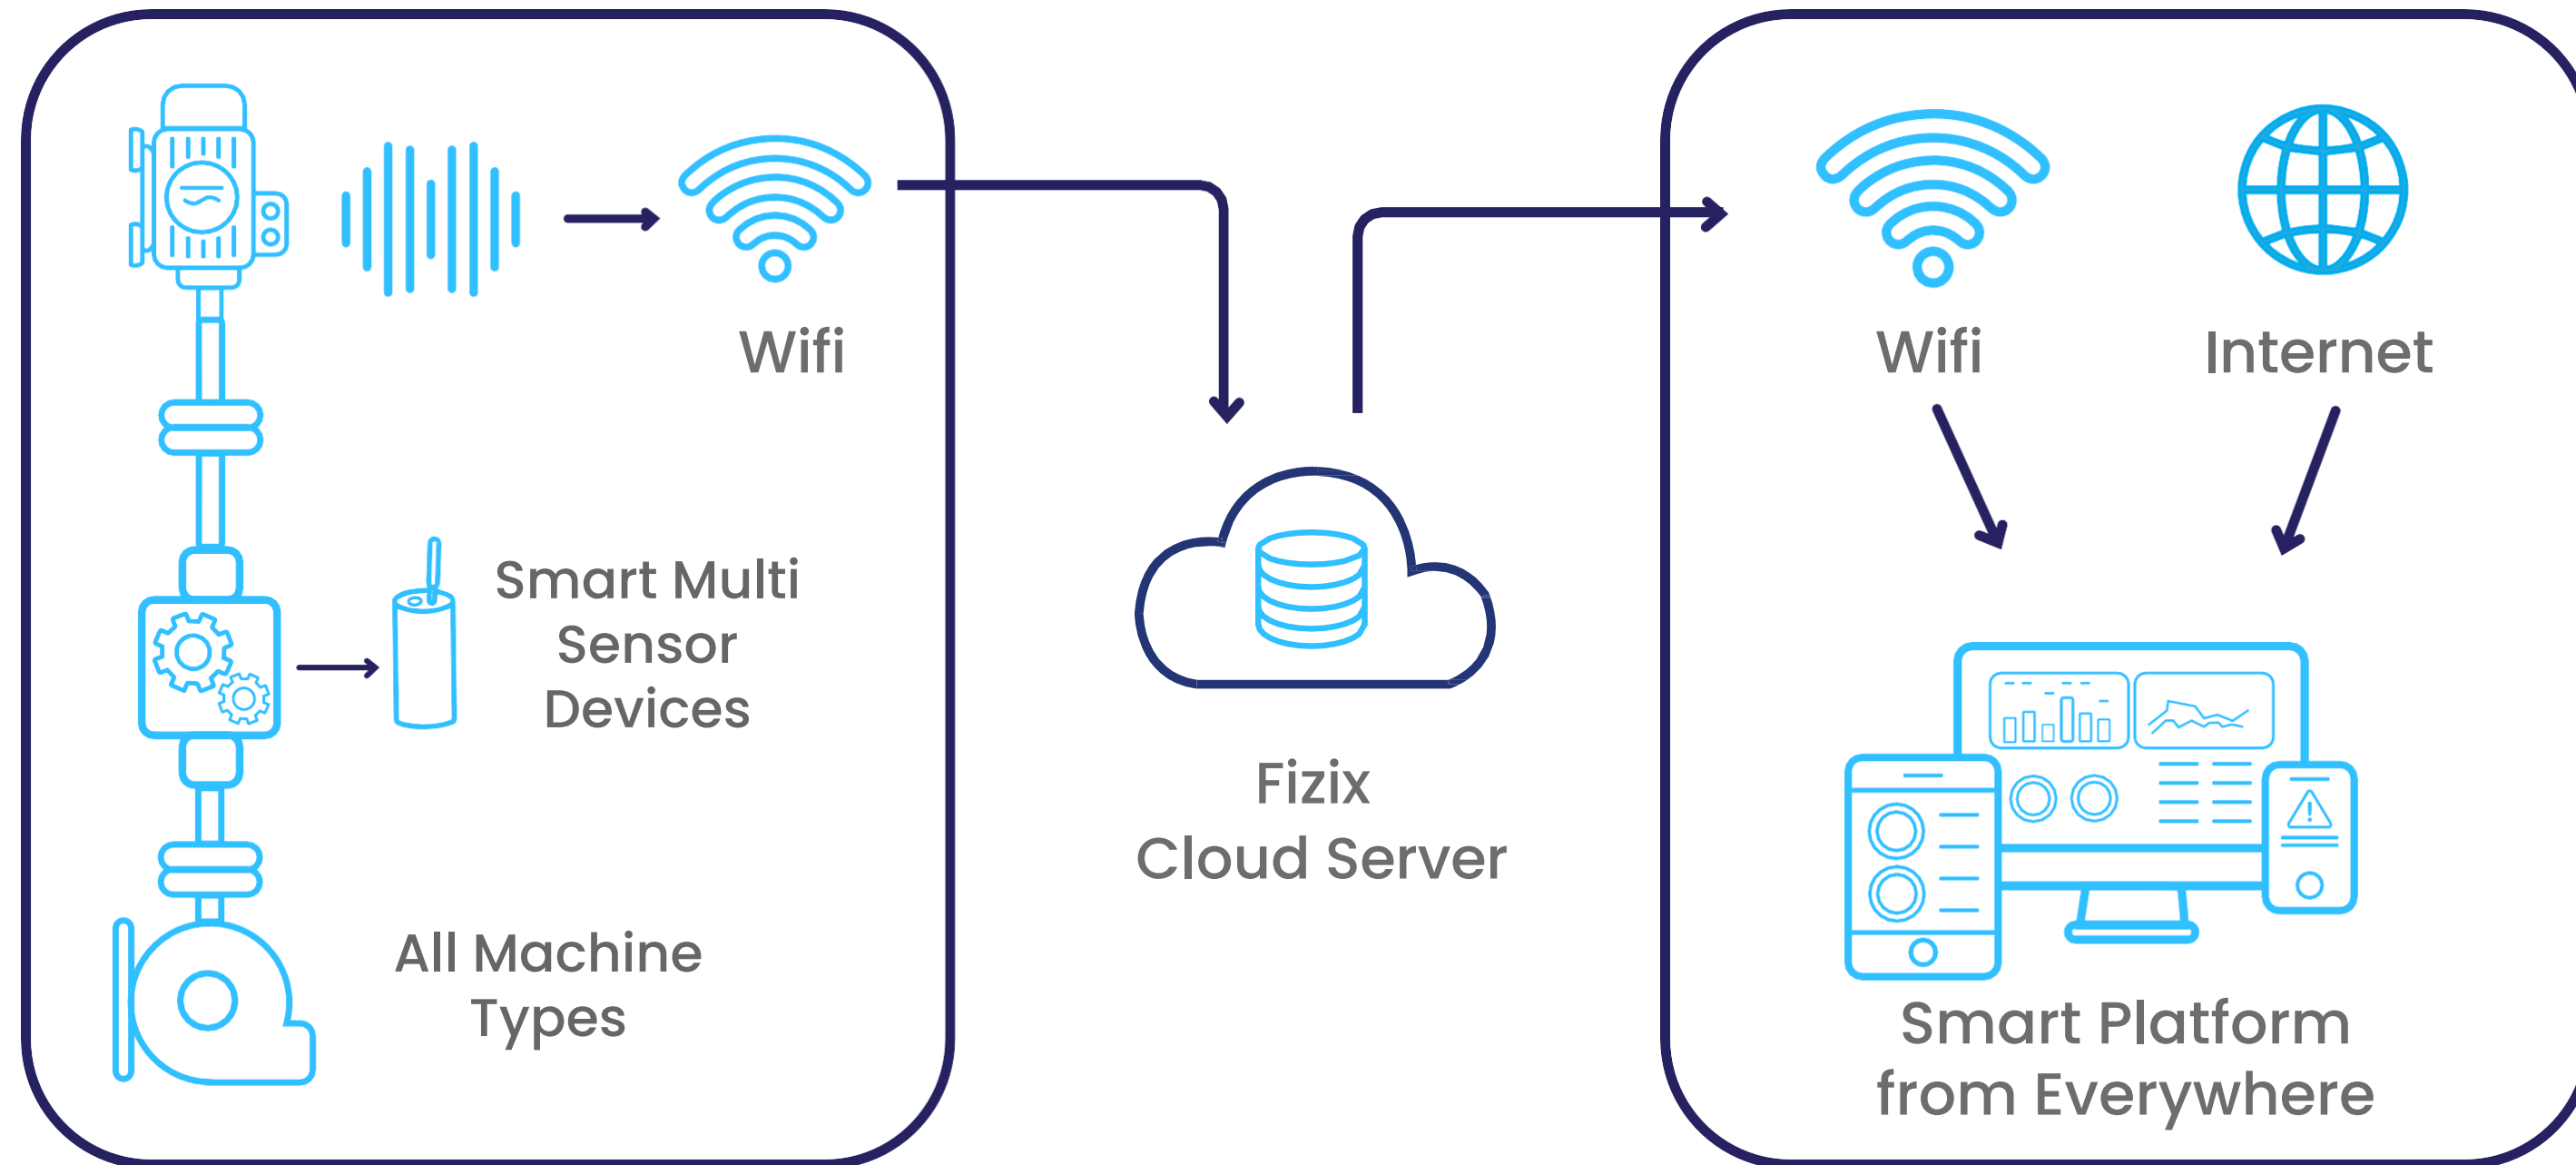 Wifi
Smart Multi
Sensor
Devices
All Machine
Types
Fizix
Cloud Server
Wifi
Internet
Smart Platform
from Everywhere